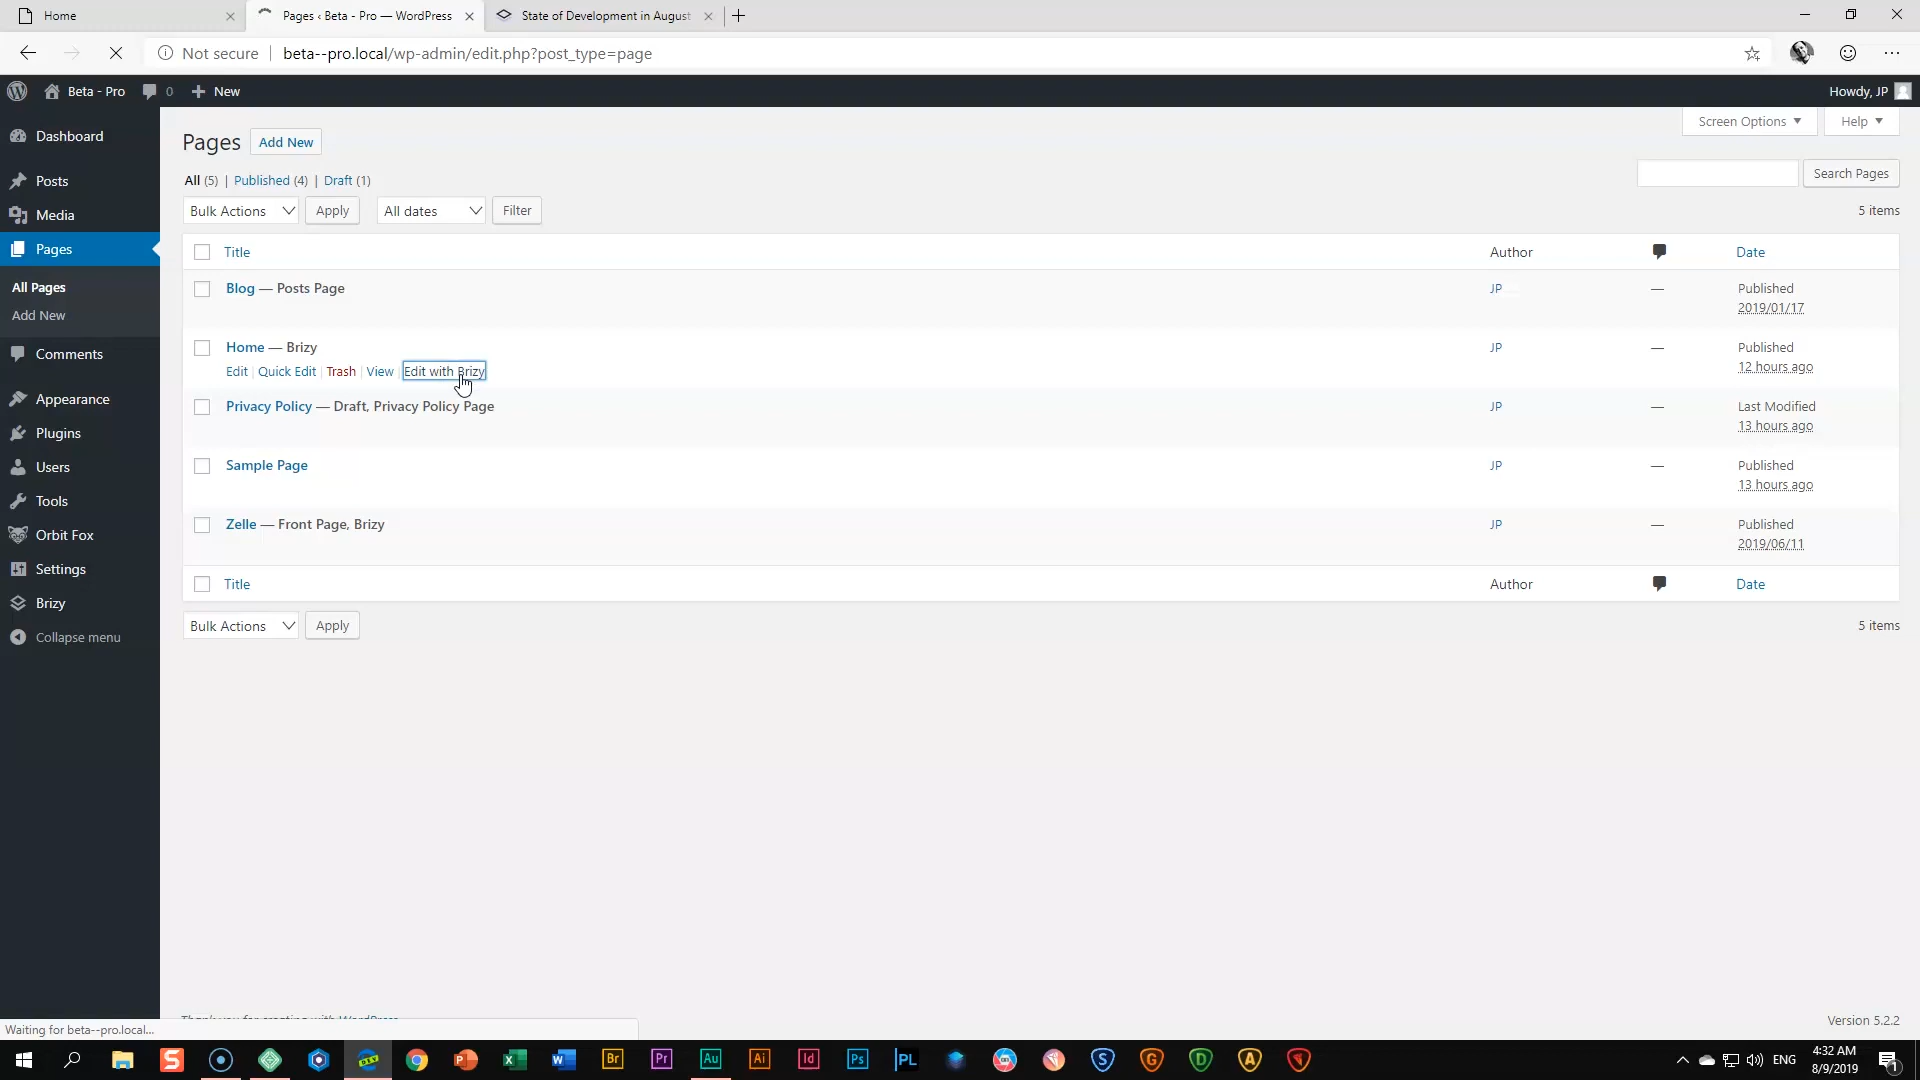 Home
Pages ‹ Beta - Pro — WordPress
State of Development in August
Not secure
beta--pro.local/wp-admin/edit.php?post_type=page
Beta - Pro
0
New
Howdy, JP
Screen Options
Help
Dashboard
Posts
Media
Pages
All Pages
Add New
Comments
Appearance
Plugins
Users
Tools
Orbit Fox
Settings
Brizy
Collapse menu
Pages
Add New
All (5) | Published (4) | Draft (1)
Search Pages
Bulk Actions
Apply
All dates
Filter
5 items
Title
Author
Date
Blog — Posts Page
JP
—
Published
2019/01/17
Home — Brizy
Edit | Quick Edit | Trash | View | Edit with Brizy
JP
—
Published
12 hours ago
Privacy Policy — Draft, Privacy Policy Page
JP
—
Last Modified
13 hours ago
Sample Page
JP
—
Published
13 hours ago
Zelle — Front Page, Brizy
JP
—
Published
2019/06/11
Title
Author
Date
Bulk Actions
Apply
5 items
Thank you for creating with WordPress
Version 5.2.2
Waiting for beta--pro.local...
Br
Pr
Au
Ai
Id
Ps
PL
S
G
D
A
ENG
4:32 AM
8/9/2019
1